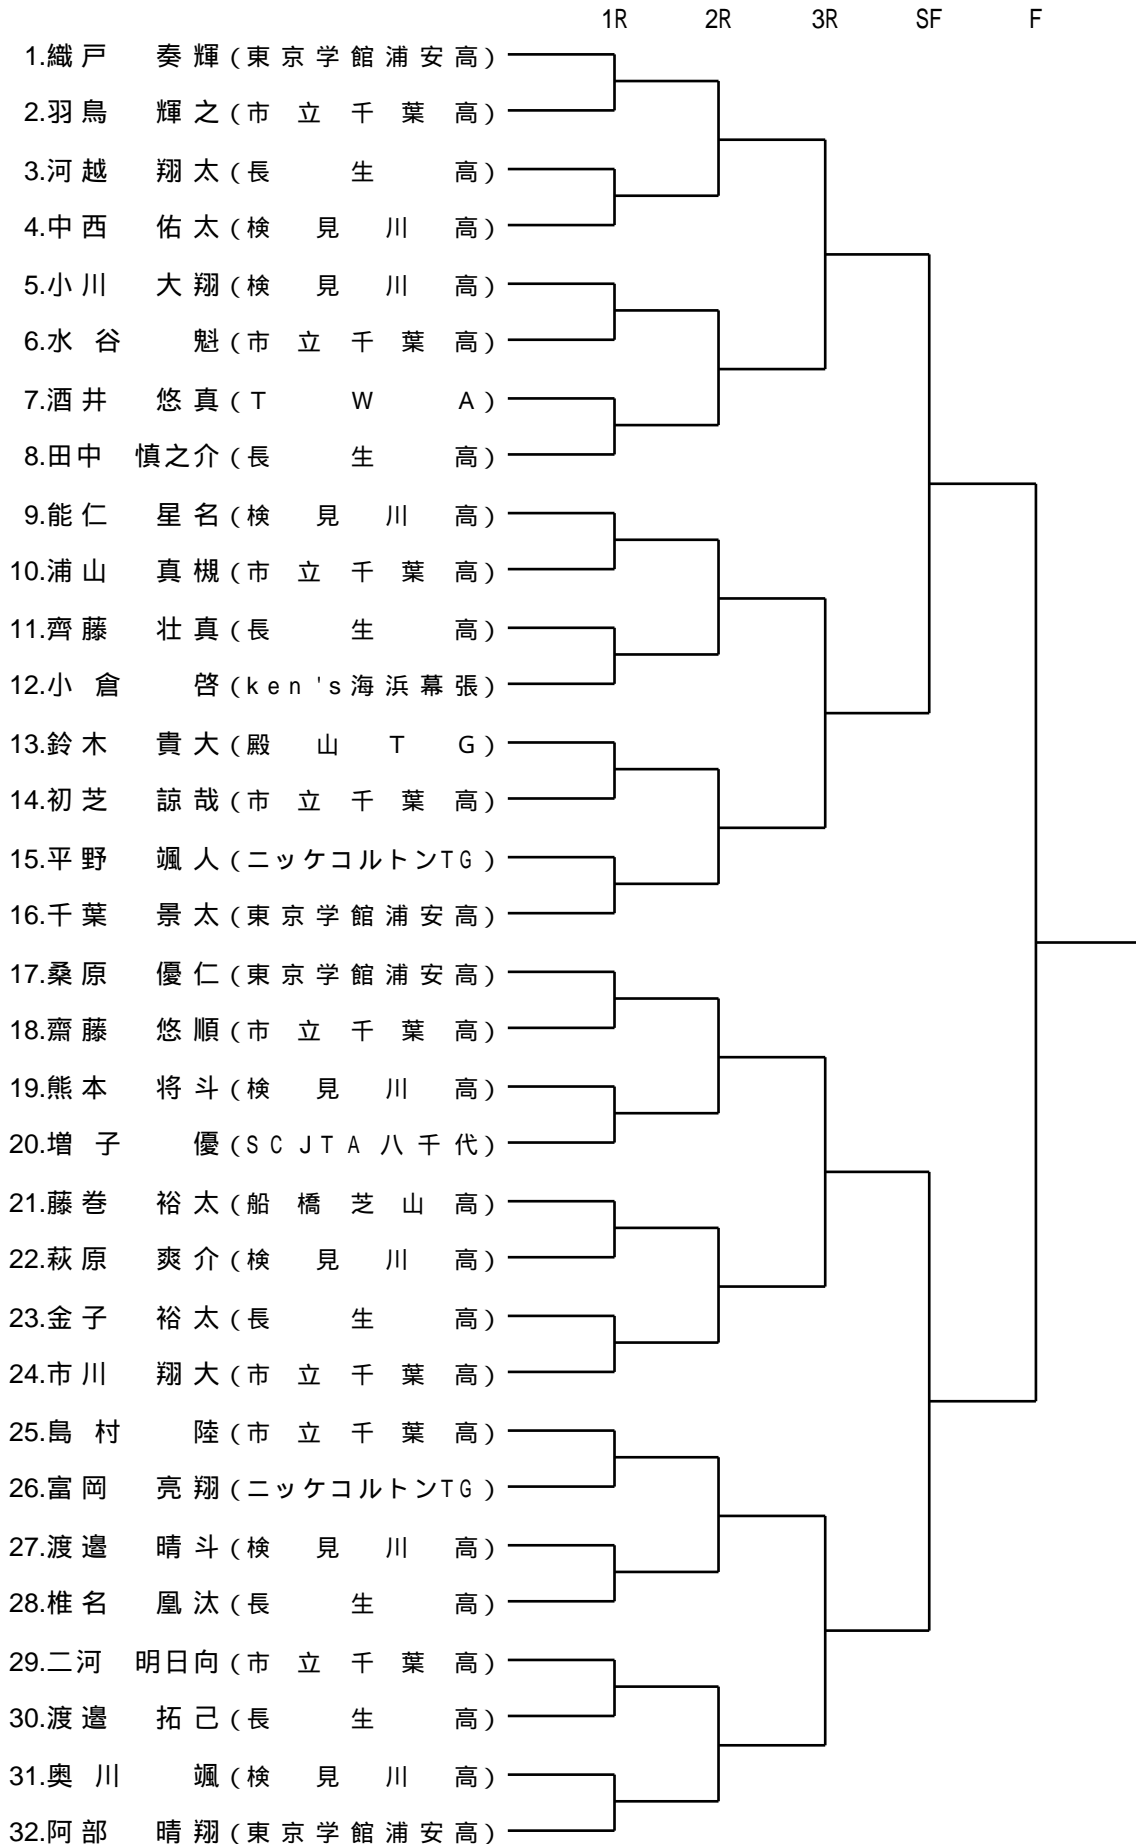 1R 2R 3R SF F
1.織戸 奏輝(東京学館浦安高)
2.羽鳥 輝之(市立千葉高)
3.河越 翔太(長生高)
4.中西 佑太(検見川高)
5.小川 大翔(検見川高)
6.水谷 魁(市立千葉高)
7.酒井 悠真(TWA)
8.田中 慎之介(長生高)
9.能仁 星名(検見川高)
10.浦山 真槻(市立千葉高)
11.齊藤 壮真(長生高)
12.小倉 啓(ken's海浜幕張)
13.鈴木 貴大(殿山TG)
14.初芝 諒哉(市立千葉高)
15.平野 颯人(ニッケコルトンTG)
16.千葉 景太(東京学館浦安高)
17.桑原 優仁(東京学館浦安高)
18.齋藤 悠順(市立千葉高)
19.熊本 将斗(検見川高)
20.増子 優(SCJTA八千代)
21.藤巻 裕太(船橋芝山高)
22.萩原 爽介(検見川高)
23.金子 裕太(長生高)
24.市川 翔大(市立千葉高)
25.島村 陸(市立千葉高)
26.富岡 亮翔(ニッケコルトンTG)
27.渡邉 晴斗(検見川高)
28.椎名 凰汰(長生高)
29.二河 明日向(市立千葉高)
30.渡邉 拓己(長生高)
31.奥川 颯(検見川高)
32.阿部 晴翔(東京学館浦安高)